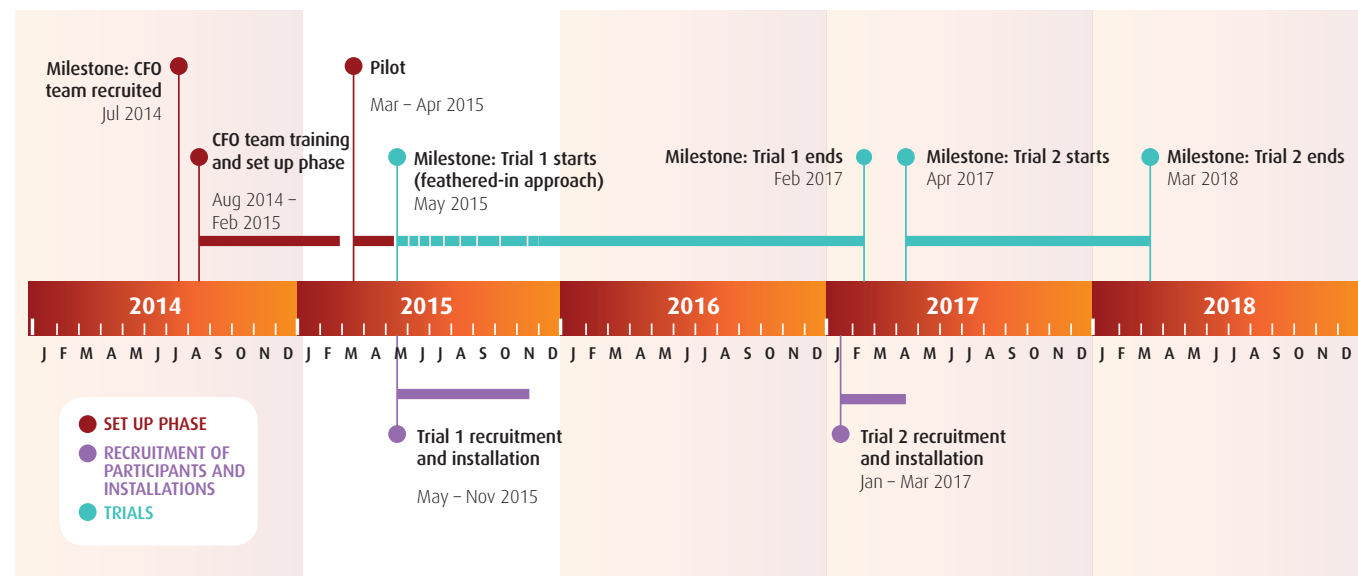 Milestone: CFO
team recruited
Jul 2014
Pilot
Mar – Apr 2015
CFO team training
and set up phase
Aug 2014 –
Feb 2015
Milestone: Trial 1 starts
(feathered-in approach)
May 2015
Milestone: Trial 1 ends
Feb 2017
Milestone: Trial 2 starts
Apr 2017
Milestone: Trial 2 ends
Mar 2018
2014 2015 2016 2017 2018
J F M A M J J A S O N D J F M A M J J A S O N D J F M A M J J A S O N D J F M A M J J A S O N D J F M A M J J A S O N D
SET UP PHASE
RECRUITMENT OF
PARTICIPANTS AND
INSTALLATIONS
TRIALS
Trial 1 recruitment
and installation
May – Nov 2015
Trial 2 recruitment
and installation
Jan – Mar 2017